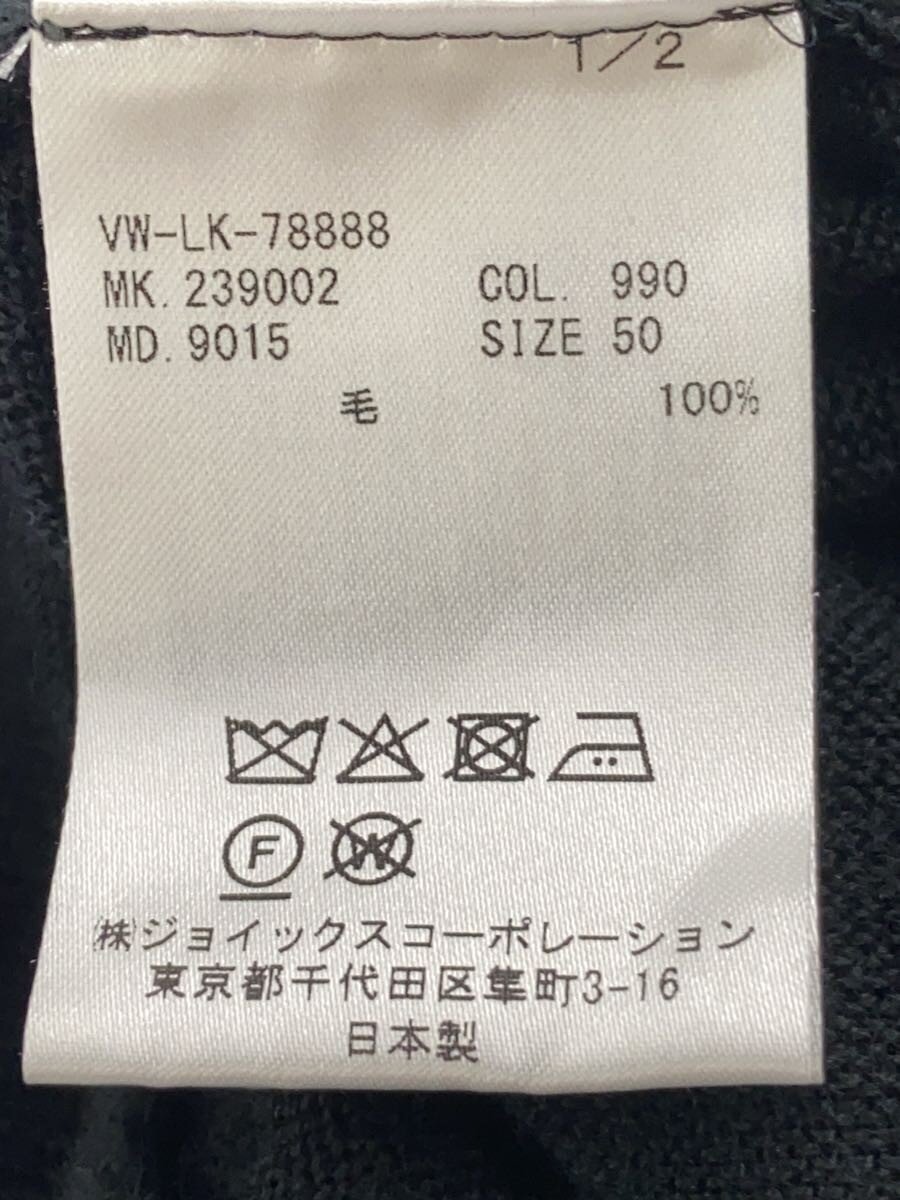 1/2
VW-LK-78888
MK.239002 COL. 990
MD.9015 SIZE 50
毛 100%
F W
㈱ジョイックスコーポレーション
東京都千代田区隼町3-16
日本製